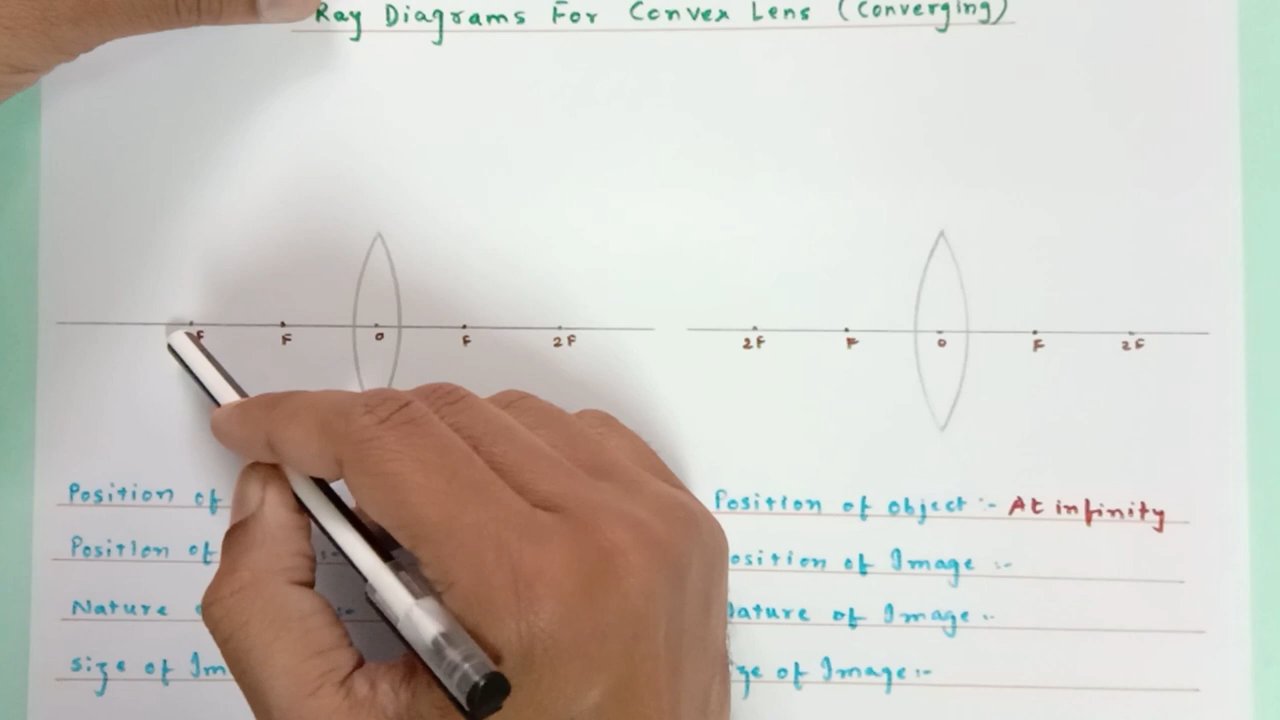 Ray Diagrams For Convex Lens (Converging)
F F O F 2F
2F F O F 2F
Position of
Position of :-
Nature :-
Size of Im
Position of object :- At infinity
osition of Image :-
Nature of Image :-
ze of Image :-